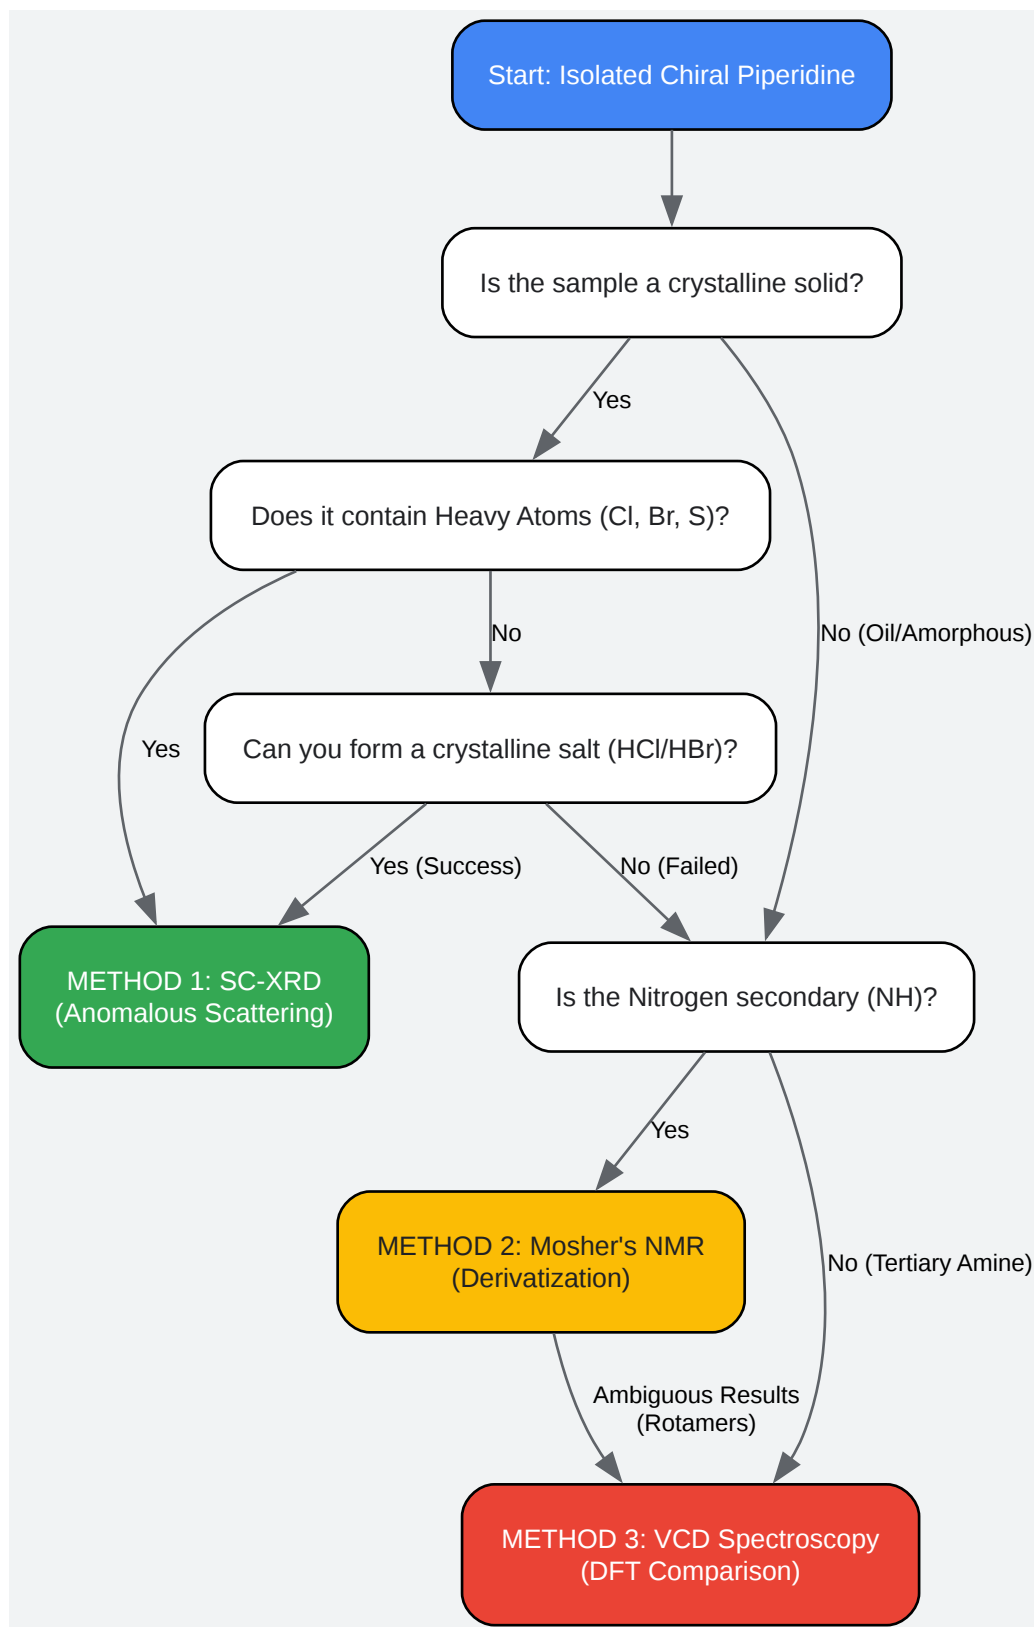 Start: Isolated Chiral Piperidine
Is the sample a crystalline solid?
Yes
Does it contain Heavy Atoms (Cl, Br, S)?
No
No (Oil/Amorphous)
Yes
Can you form a crystalline salt (HCl/HBr)?
Yes (Success)
No (Failed)
METHOD 1: SC-XRD
(Anomalous Scattering)
Is the Nitrogen secondary (NH)?
Yes
METHOD 2: Mosher's NMR
(Derivatization)
No (Tertiary Amine)
Ambiguous Results
(Rotamers)
METHOD 3: VCD Spectroscopy
(DFT Comparison)